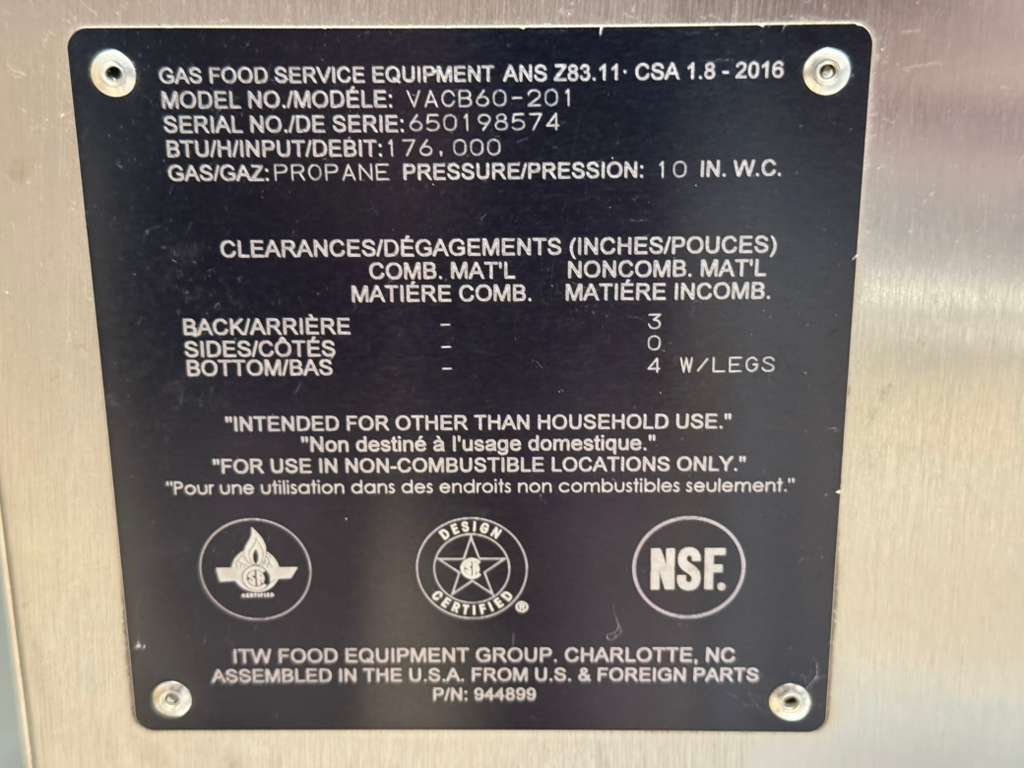 GAS FOOD SERVICE EQUIPMENT ANS Z83.11· CSA 1.8 - 2016
MODEL NO./MODÉLE: VACB60-201
SERIAL NO./DE SERIE: 650198574
BTU/H/INPUT/DEBIT: 176,000
GAS/GAZ: PROPANE PRESSURE/PRESSION: 10 IN. W.C.
CLEARANCES/DÉGAGEMENTS (INCHES/POUCES)
COMB. MAT'L NONCOMB. MAT'L
MATIÉRE COMB. MATIÉRE INCOMB.
BACK/ARRIÈRE - 3
SIDES/CÔTÉS - 0
BOTTOM/BAS - 4 W/LEGS
"INTENDED FOR OTHER THAN HOUSEHOLD USE."
"Non destiné à l'usage domestique."
"FOR USE IN NON-COMBUSTIBLE LOCATIONS ONLY."
"Pour une utilisation dans des endroits non combustibles seulement."
CERTIFIED
DESIGN
CERTIFIED ®
NSF.
ITW FOOD EQUIPMENT GROUP. CHARLOTTE, NC
ASSEMBLED IN THE U.S.A. FROM U.S. & FOREIGN PARTS
P/N: 944899